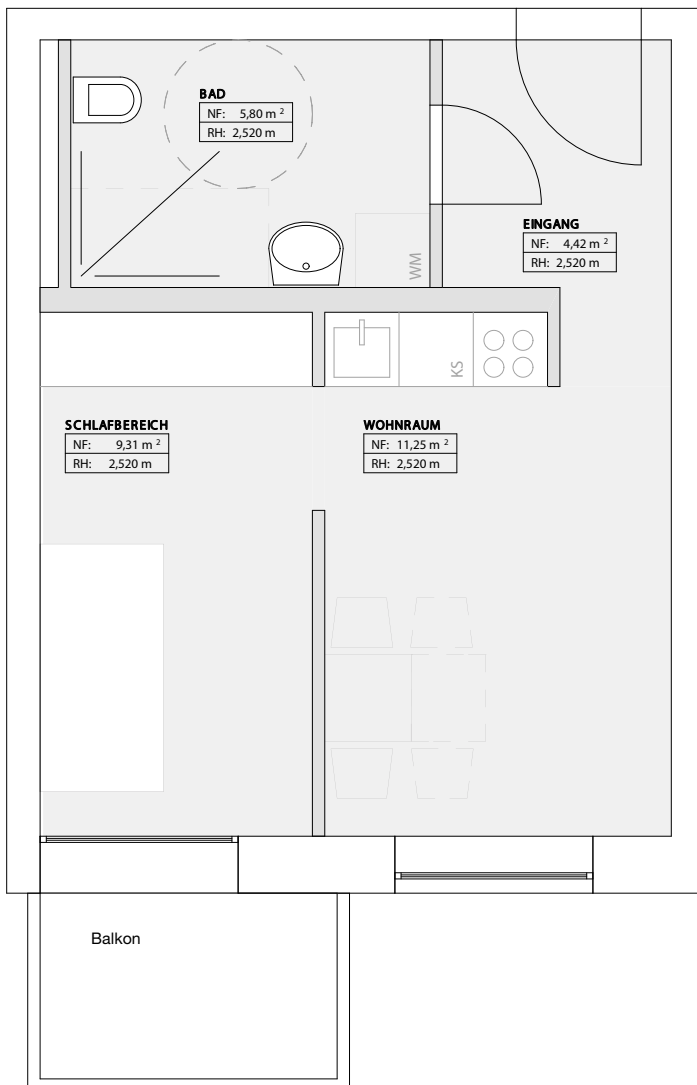 BAD
NF: 5,80 m ²
RH: 2,520 m
EINGANG
NF: 4,42 m ²
RH: 2,520 m
WM
KS
SCHLAFBEREICH
NF: 9,31 m ²
RH: 2,520 m
WOHNRAUM
NF: 11,25 m ²
RH: 2,520 m
Balkon